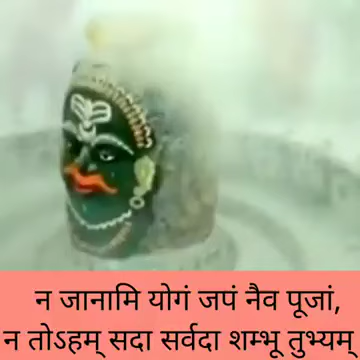 न जानामि योगं जपं नैव पूजां,
न तोऽहम् सदा सर्वदा शम्भू तुभ्यम्